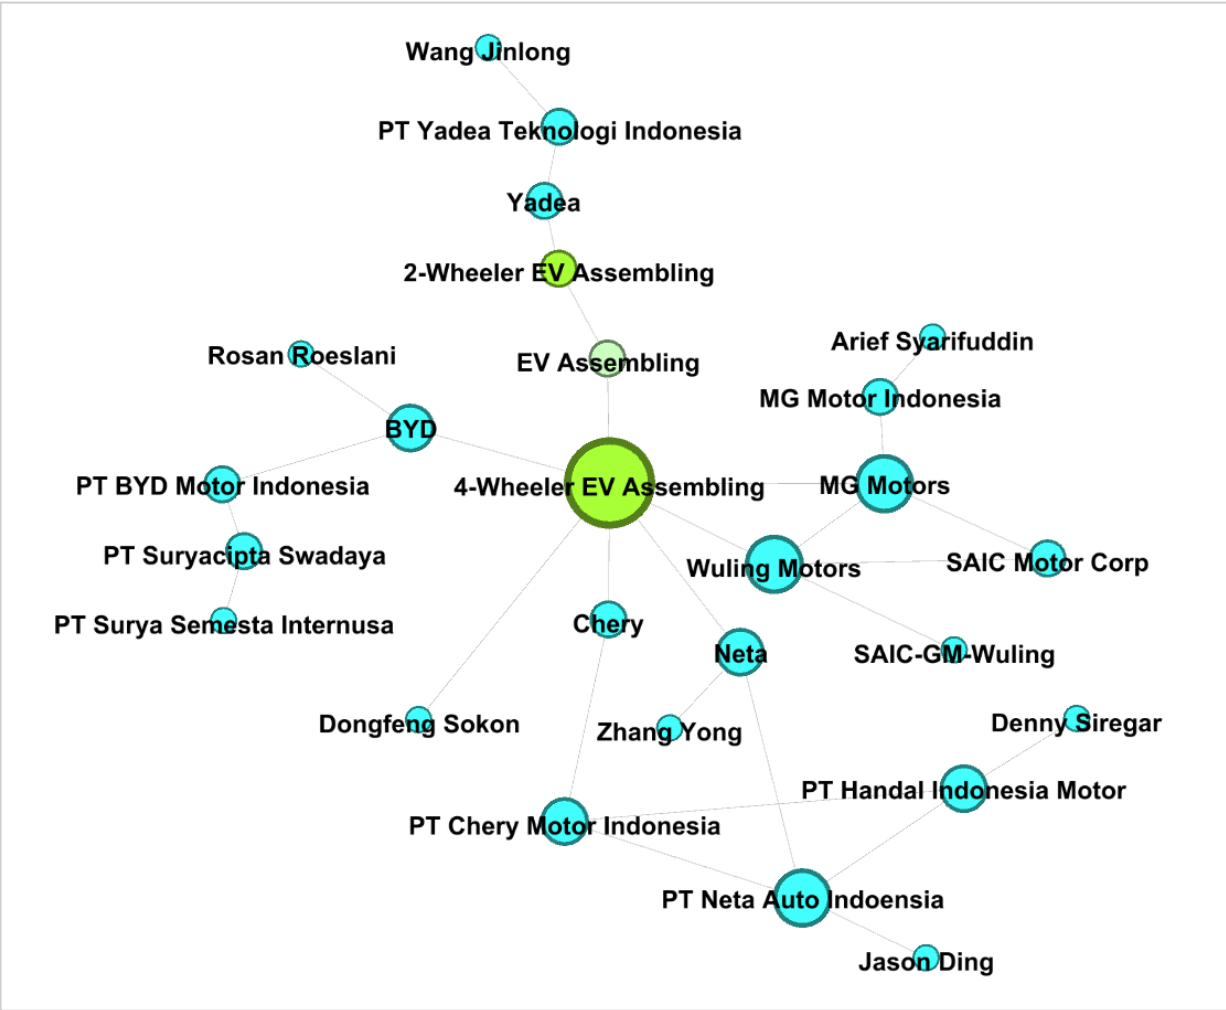 Wang Jinlong
PT Yadea Teknologi Indonesia
Yadea
2-Wheeler EV Assembling
Arief Syarifuddin
Rosan Roeslani
EV Assembling
MG Motor Indonesia
BYD
PT BYD Motor Indonesia
4-Wheeler EV Assembling
MG Motors
PT Suryacipta Swadaya
Wuling Motors
SAIC Motor Corp
PT Surya Semesta Internusa
Chery
Neta
SAIC-GM-Wuling
Dongfeng Sokon
Zhang Yong
Denny Siregar
PT Handal Indonesia Motor
PT Chery Motor Indonesia
PT Neta Auto Indoensia
Jason Ding